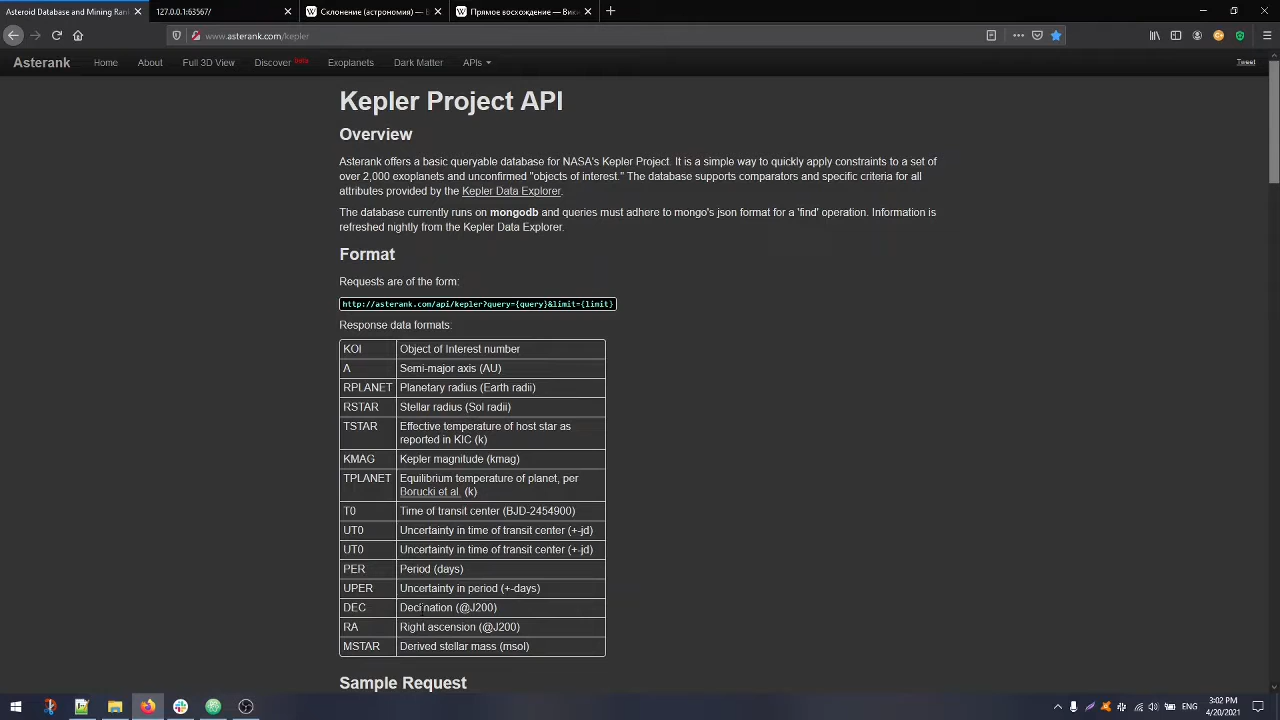 Asteroid Database and Mining Ran
127.0.0.1:63567/
Склонение (астрономия) — В
Прямое восхождение — Вики
www.asterank.com/kepler
Asterank
Home
About
Full 3D View
Discover beta
Exoplanets
Dark Matter
APIs
Tweet
Kepler Project API
Overview
Asterank offers a basic queryable database for NASA's Kepler Project. It is a simple way to quickly apply constraints to a set of
over 2,000 exoplanets and unconfirmed "objects of interest." The database supports comparators and specific criteria for all
attributes provided by the Kepler Data Explorer.
The database currently runs on mongodb and queries must adhere to mongo's json format for a 'find' operation. Information is
refreshed nightly from the Kepler Data Explorer.
Format
Requests are of the form:
http://asterank.com/api/kepler?query={query}&limit={limit}
Response data formats:
KOI Object of Interest number
A Semi-major axis (AU)
RPLANET Planetary radius (Earth radii)
RSTAR Stellar radius (Sol radii)
TSTAR Effective temperature of host star as
reported in KIC (k)
KMAG Kepler magnitude (kmag)
TPLANET Equilibrium temperature of planet, per
Borucki et al. (k)
T0 Time of transit center (BJD-2454900)
UT0 Uncertainty in time of transit center (+-jd)
UT0 Uncertainty in time of transit center (+-jd)
PER Period (days)
UPER Uncertainty in period (+-days)
DEC Declination (@J200)
RA Right ascension (@J200)
MSTAR Derived stellar mass (msol)
Sample Request
ENG
3:02 PM
4/20/2021